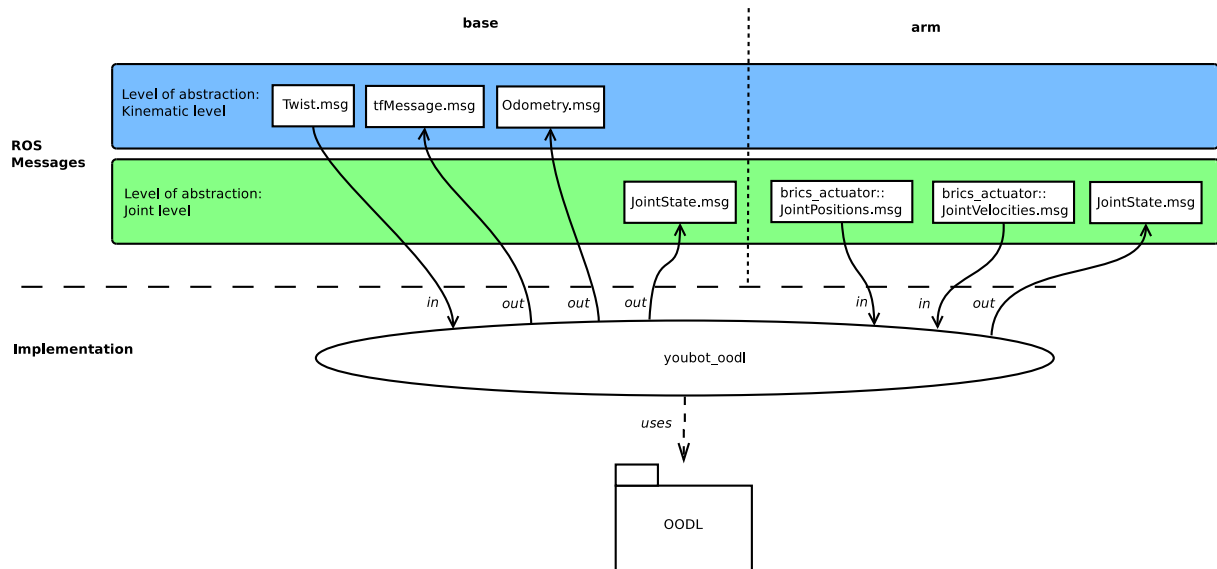 base
arm
Level of abstraction:
Kinematic level
Twist.msg
tfMessage.msg
Odometry.msg
ROS
Messages
Level of abstraction:
Joint level
JointState.msg
brics_actuator::
JointPositions.msg
brics_actuator::
JointVelocities.msg
JointState.msg
in
out
out
out
in
in
out
Implementation
youbot_oodl
uses
OODL